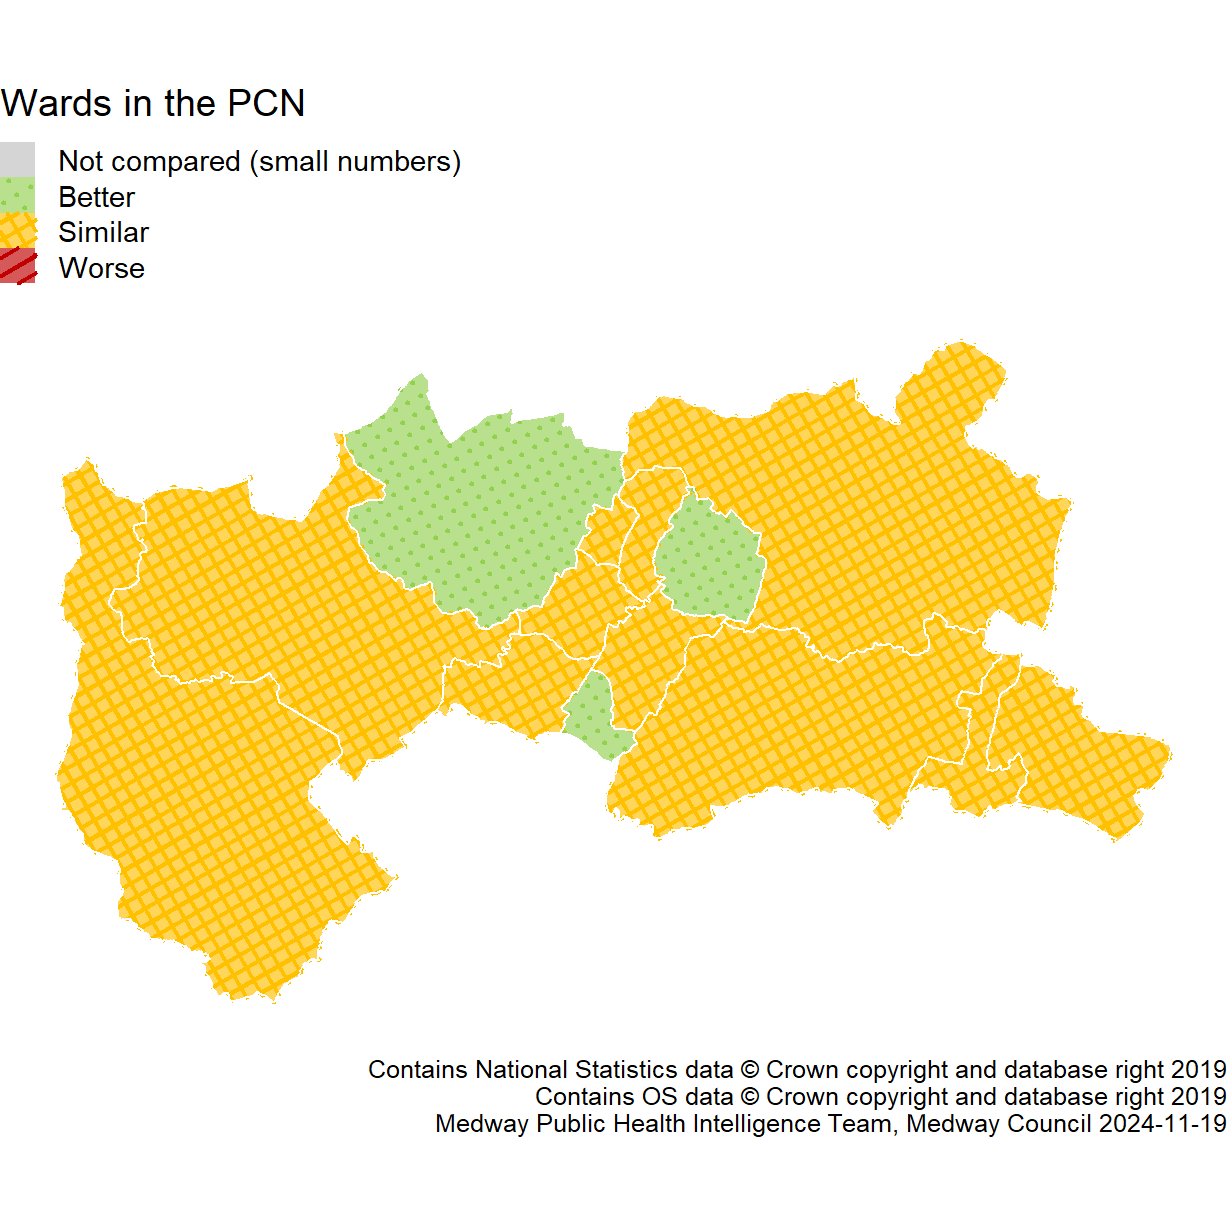 Wards in the PCN
Not compared (small numbers)
Better
Similar
Worse
Contains National Statistics data © Crown copyright and database right 2019
Contains OS data © Crown copyright and database right 2019
Medway Public Health Intelligence Team, Medway Council 2024-11-19